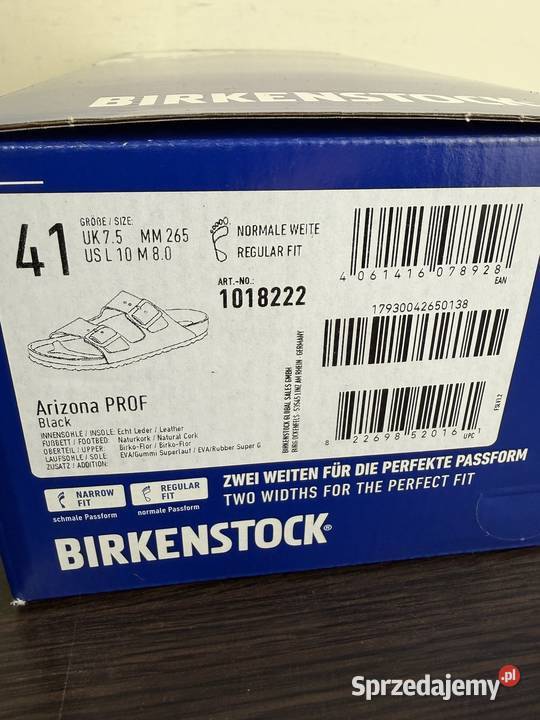 BIRKENSTOCK
41
GRÖßE / SIZE:
UK 7.5 MM 265
US L 10 M 8.0
NORMALE WEITE
REGULAR FIT
ART.-NO.:
1018222
4 061416 078928
EAN
17930042650138
8 22698 52016 1
UPC
BIRKENSTOCK GLOBAL SALES GMBH
53545 LINZ AM RHEIN GERMANY
Arizona PROF
Black
INNENSOHLE / INSOLE: Echt Leder / Leather
FUßBETT / FOOTBED: Naturkork / Natural Cork
OBERTEIL / UPPER: Birko-Flor / Birko-Flor
LAUFSOHLE / SOLE: EVA/Gummi Superlauf / EVA/Rubber Super G
ZUSATZ / ADDITION:
NARROW FIT
schmale Passform
REGULAR FIT
normale Passform
ZWEI WEITEN FÜR DIE PERFEKTE PASSFORM
TWO WIDTHS FOR THE PERFECT FIT
BIRKENSTOCK®
Sprzedajemy.pl